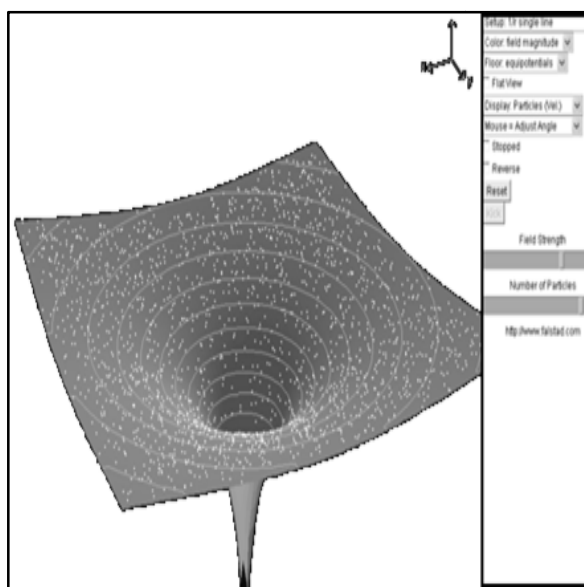 Setup: 1/r single line
Color: field magnitude
Floor: equipotentials
Flat View
Display: Particles (Vel.)
Mouse = Adjust Angle
Stopped
Reverse
Reset
Kick
Field Strength
Number of Particles
http://www.falstad.com
y